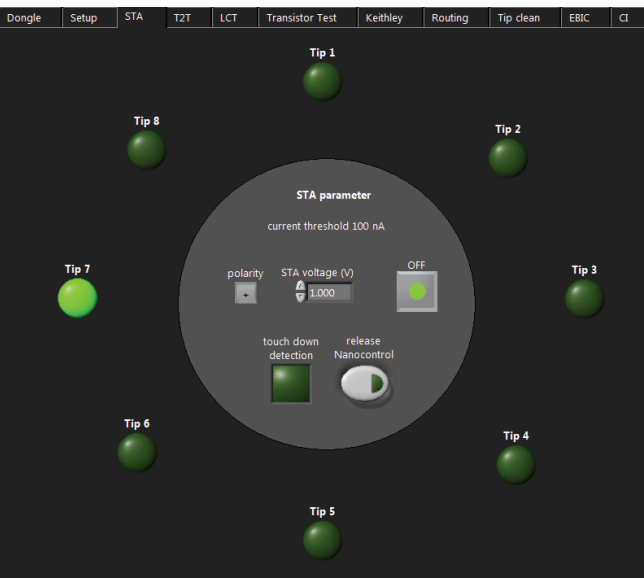 Dongle Setup STA T2T LCT Transistor Test Keithley Routing Tip clean EBIC CI
Tip 1
Tip 8
Tip 2
STA parameter
current threshold 100 nA
Tip 7
Tip 3
polarity STA voltage (V) OFF
+ 1.000
touch down
detection
release
Nanocontrol
Tip 6
Tip 4
Tip 5